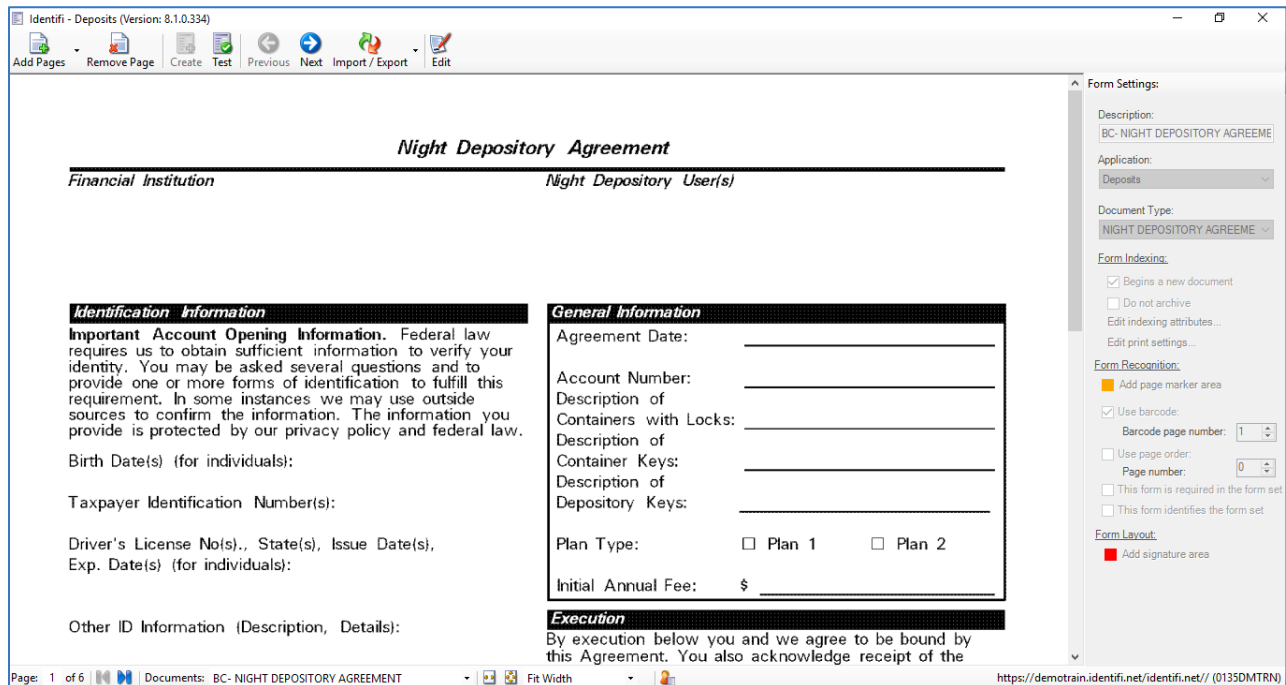 Identifi - Deposits (Version: 8.1.0.334)
Add Pages Remove Page Create Test Previous Next Import / Export Edit
Night Depository Agreement
Financial Institution
Night Depository User(s)
Identification Information
Important Account Opening Information. Federal law
requires us to obtain sufficient information to verify your
identity. You may be asked several questions and to
provide one or more forms of identification to fulfill this
requirement. In some instances we may use outside
sources to confirm the information. The information you
provide is protected by our privacy policy and federal law.
Birth Date(s) (for individuals):
Taxpayer Identification Number(s):
Driver's License No(s)., State(s), Issue Date(s),
Exp. Date(s) (for individuals):
Other ID Information (Description, Details):
General Information
Agreement Date:
Account Number:
Description of
Containers with Locks:
Description of
Container Keys:
Description of
Depository Keys:
Plan Type: Plan 1 Plan 2
Initial Annual Fee: $
Execution
By execution below you and we agree to be bound by
this Agreement. You also acknowledge receipt of the
Form Settings:
Description:
BC- NIGHT DEPOSITORY AGREEME
Application:
Deposits
Document Type:
NIGHT DEPOSITORY AGREEME
Form Indexing:
Begins a new document
Do not archive
Edit indexing attributes...
Edit print settings...
Form Recognition:
Add page marker area
Use barcode:
Barcode page number: 1
Use page order:
Page number: 0
This form is required in the form set
This form identifies the form set
Form Layout:
Add signature area
Page: 1 of 6 Documents: BC- NIGHT DEPOSITORY AGREEMENT Fit Width https://demotrain.identifi.net/identifi.net// (0135DMTRN)